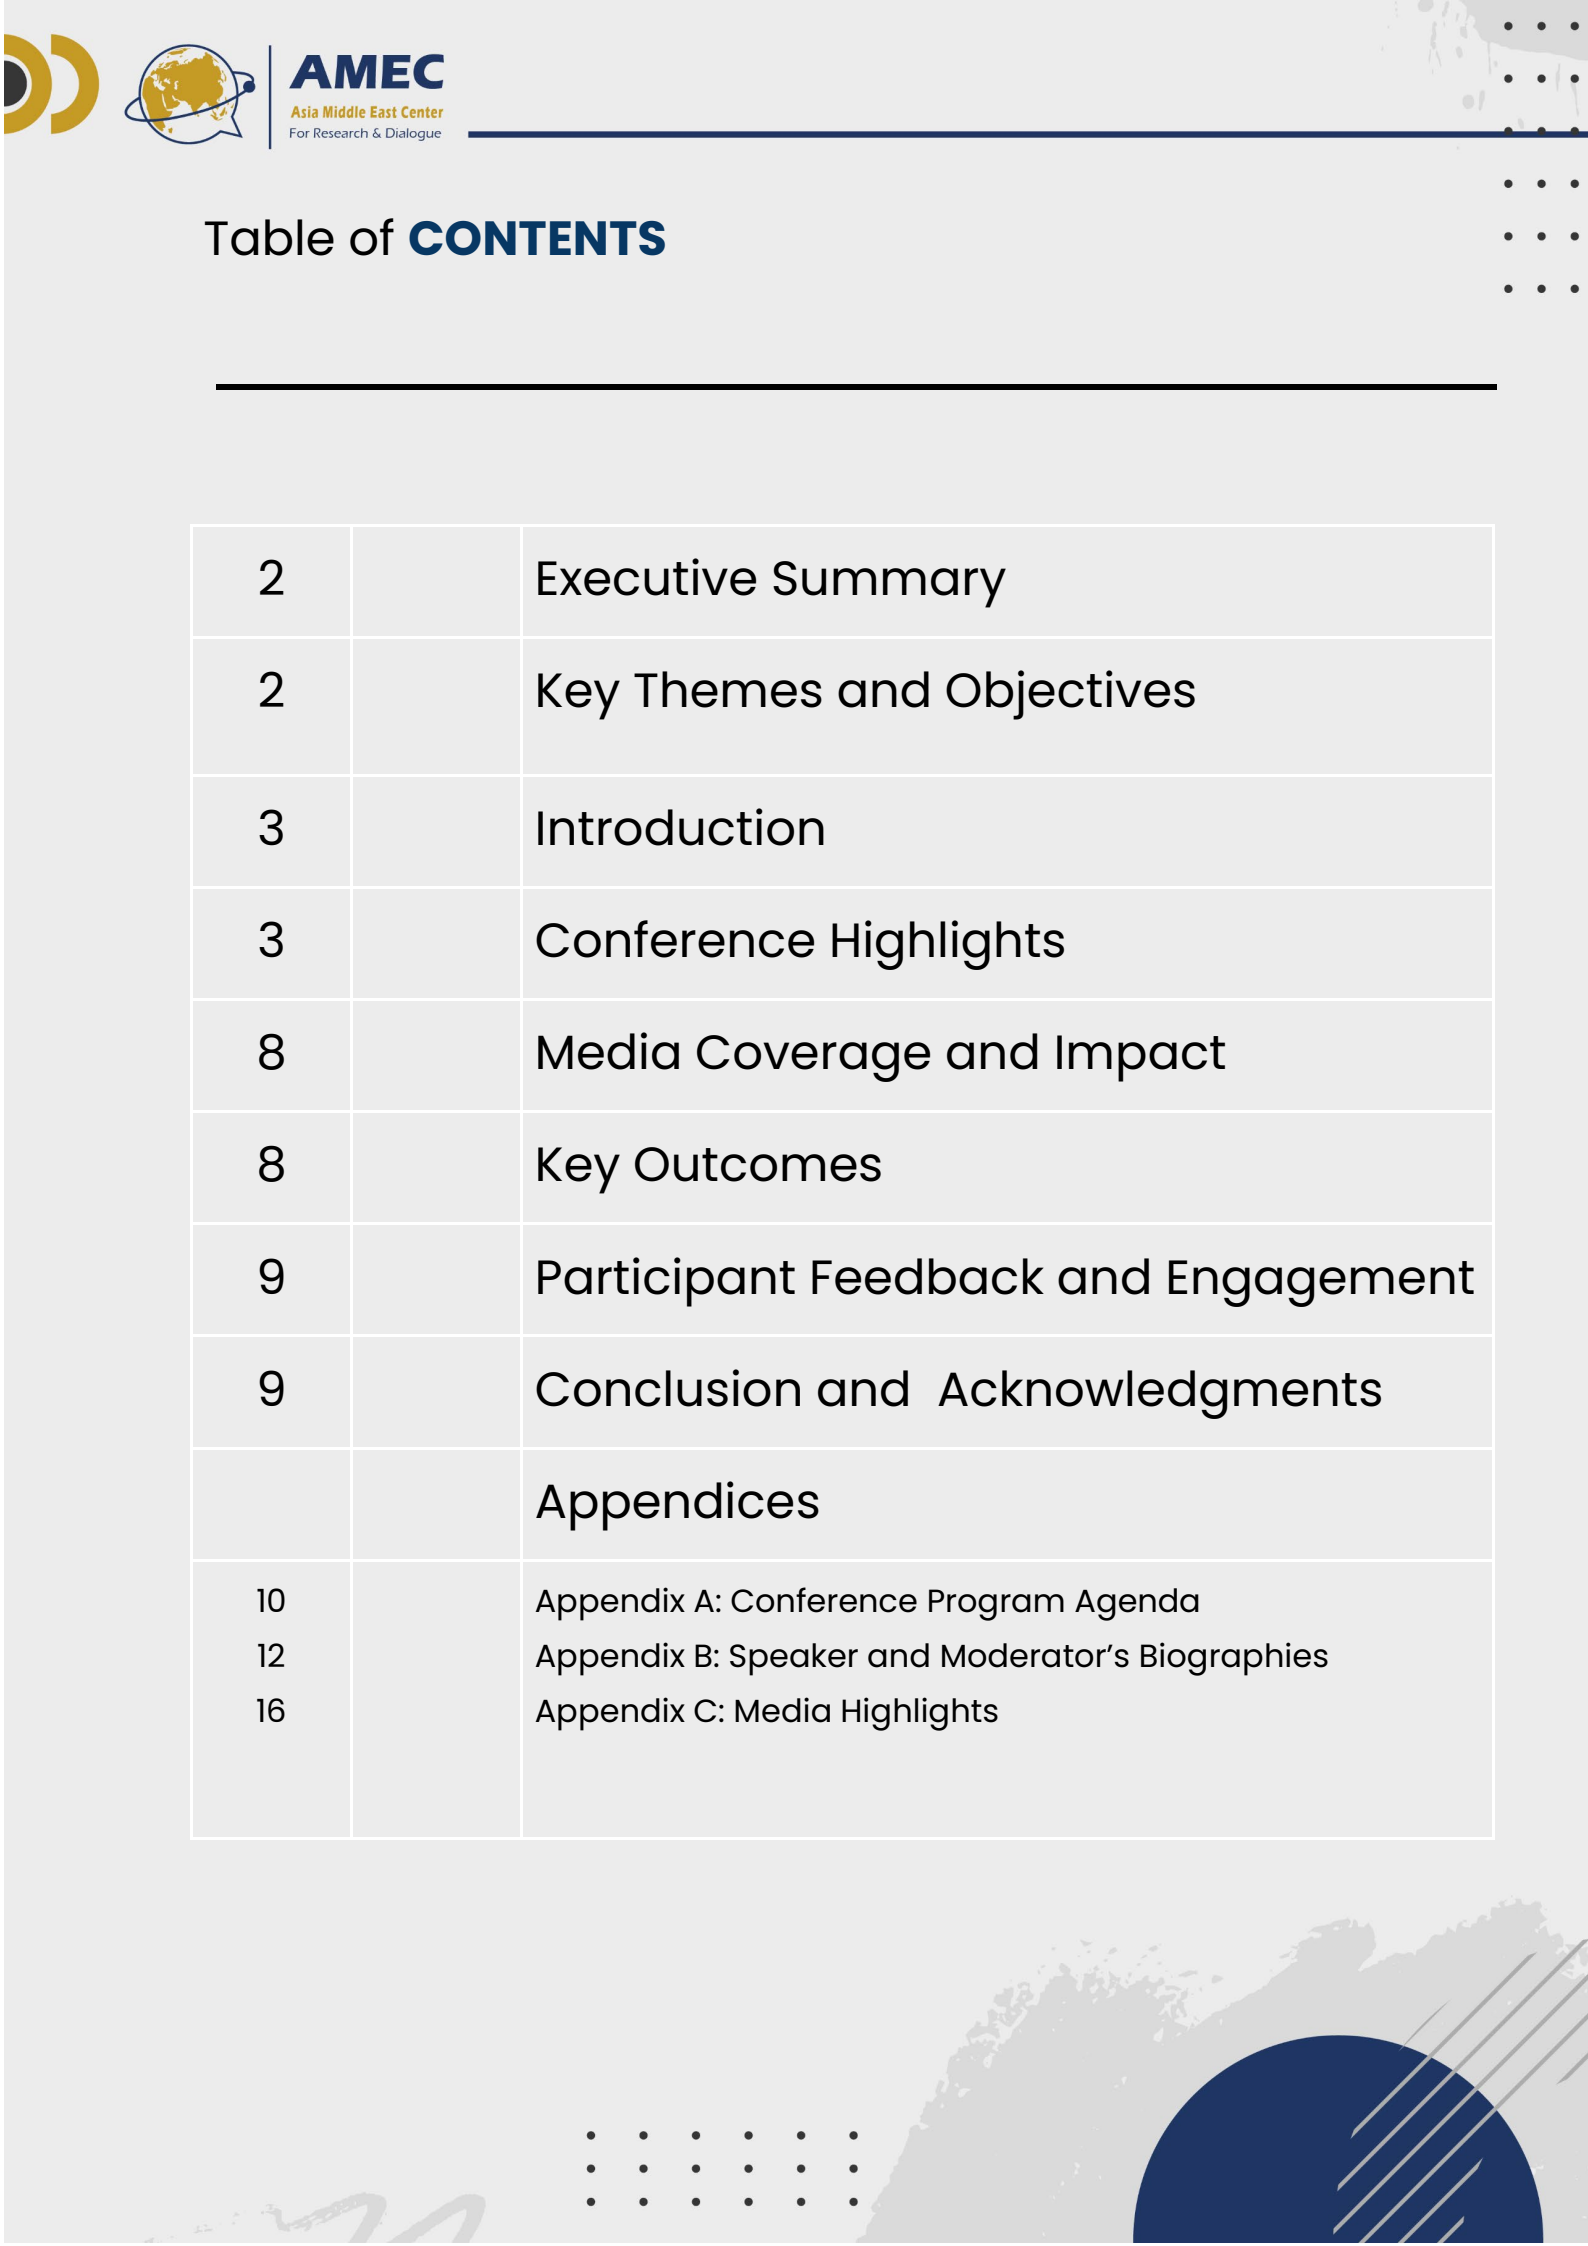 AMEC
Asia Middle East Center
For Research & Dialogue
Table of CONTENTS
2 Executive Summary
2 Key Themes and Objectives
3 Introduction
3 Conference Highlights
8 Media Coverage and Impact
8 Key Outcomes
9 Participant Feedback and Engagement
9 Conclusion and Acknowledgments
Appendices
10 Appendix A: Conference Program Agenda
12 Appendix B: Speaker and Moderator’s Biographies
16 Appendix C: Media Highlights